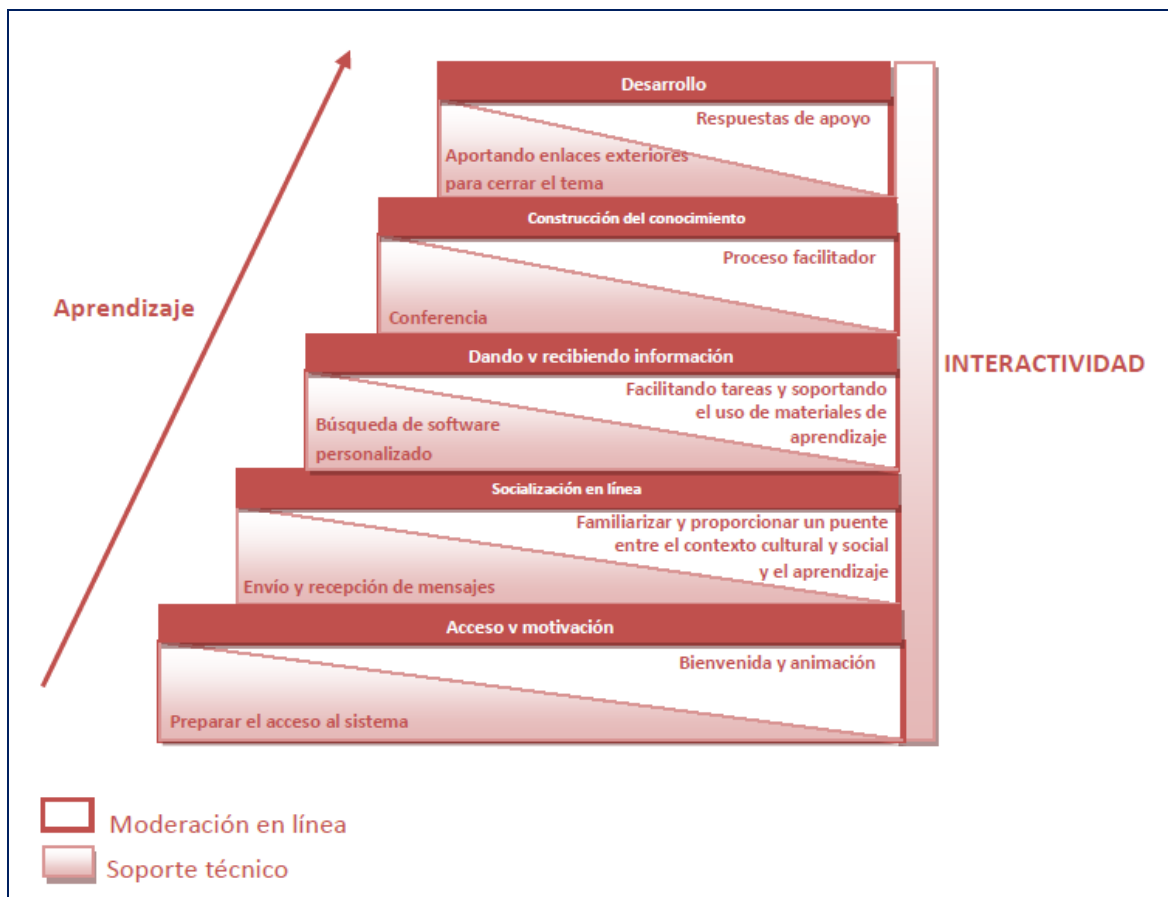 Desarrollo
Respuestas de apoyo
Aportando enlaces exteriores
para cerrar el tema
Construcción del conocimiento
Proceso facilitador
Conferencia
Aprendizaje
Dando y recibiendo información
INTERACTIVIDAD
Facilitando tareas y soportando
el uso de materiales de
aprendizaje
Búsqueda de software
personalizado
Socialización en línea
Familiarizar y proporcionar un puente
entre el contexto cultural y social
y el aprendizaje
Envío y recepción de mensajes
Acceso y motivación
Bienvenida y animación
Preparar el acceso al sistema
Moderación en línea
Soporte técnico